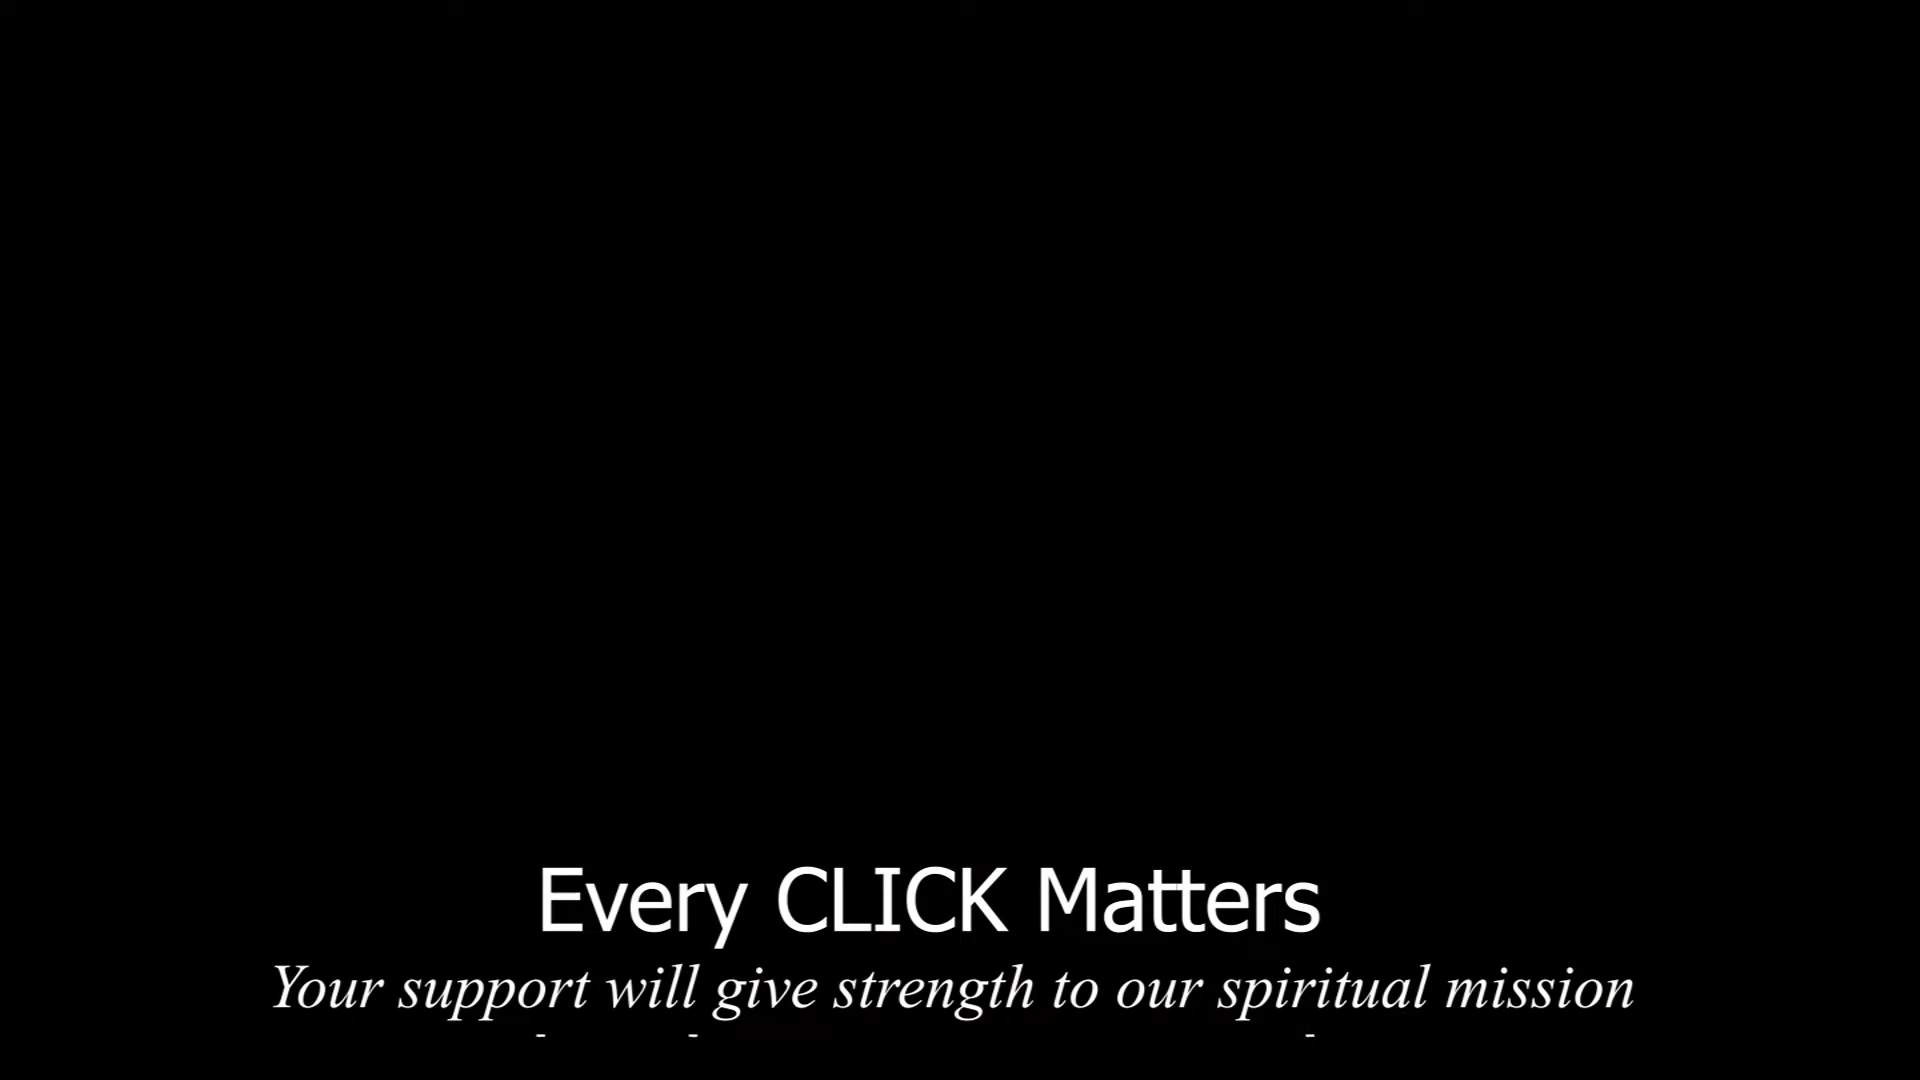 Every CLICK Matters
Your support will give strength to our spiritual mission